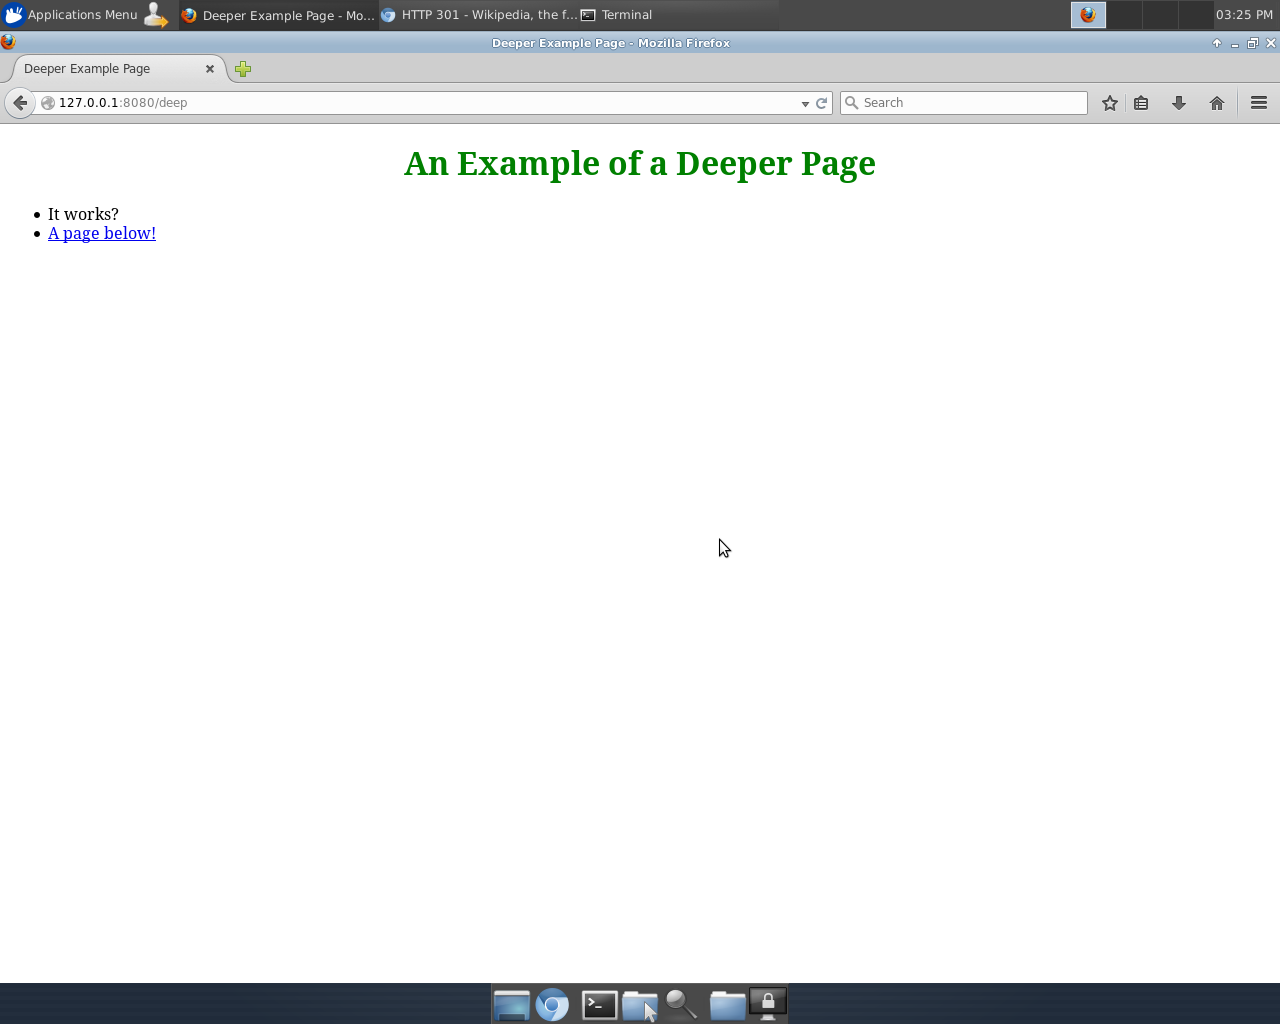 Applications Menu Deeper Example Page - Mo... HTTP 301 - Wikipedia, the f... Terminal 03:25 PM
Deeper Example Page - Mozilla Firefox
Deeper Example Page
127.0.0.1:8080/deep Search
An Example of a Deeper Page
It works?
A page below!